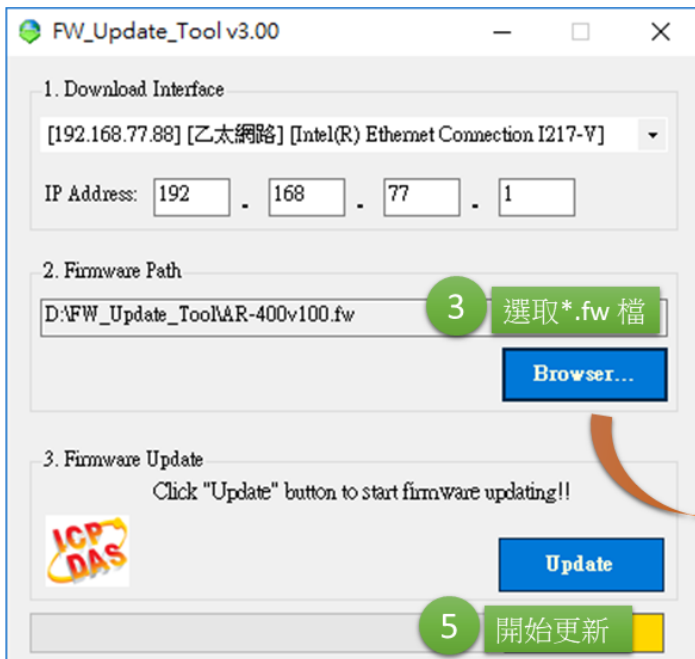 FW_Update_Tool v3.00
1. Download Interface
[192.168.77.88] [乙太網路] [Intel(R) Ethernet Connection I217-V]
IP Address: 192 . 168 . 77 . 1
2. Firmware Path
D:\FW_Update_Tool\AR-400v100.fw
3 選取*.fw 檔
Browser...
3. Firmware Update
Click "Update" button to start firmware updating!!
ICP
DAS
Update
5 開始更新